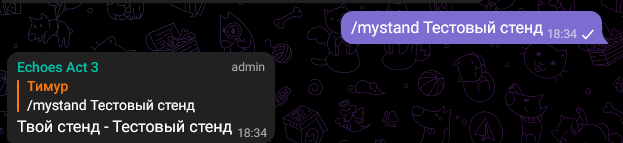 /mystand Тестовый стенд 18:34
Echoes Act 3 admin
Тимур
/mystand Тестовый стенд
Твой стенд - Тестовый стенд 18:34